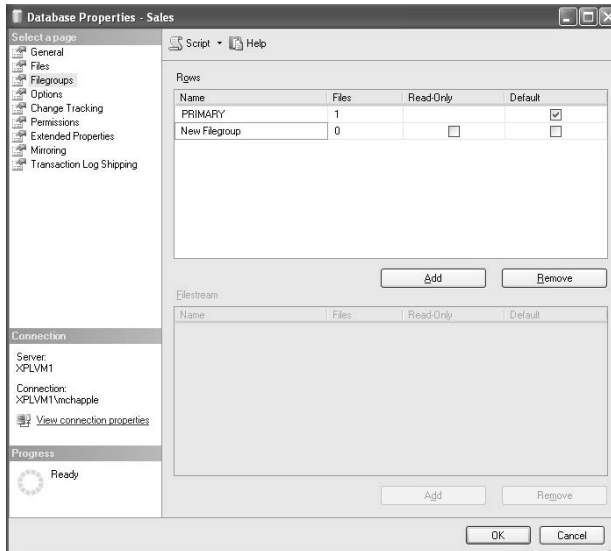 Database Properties - Sales
Select a page
General
Files
Filegroups
Options
Change Tracking
Permissions
Extended Properties
Mirroring
Transaction Log Shipping
Script Help
Rows
Name Files Read-Only Default
PRIMARY 1
New Filegroup 0
Add Remove
Filestream
Name Files Read-Only Default
Add Remove
Connection
Server:
XPLVM1
Connection:
XPLVM1\mchapple
View connection properties
Progress
Ready
OK Cancel